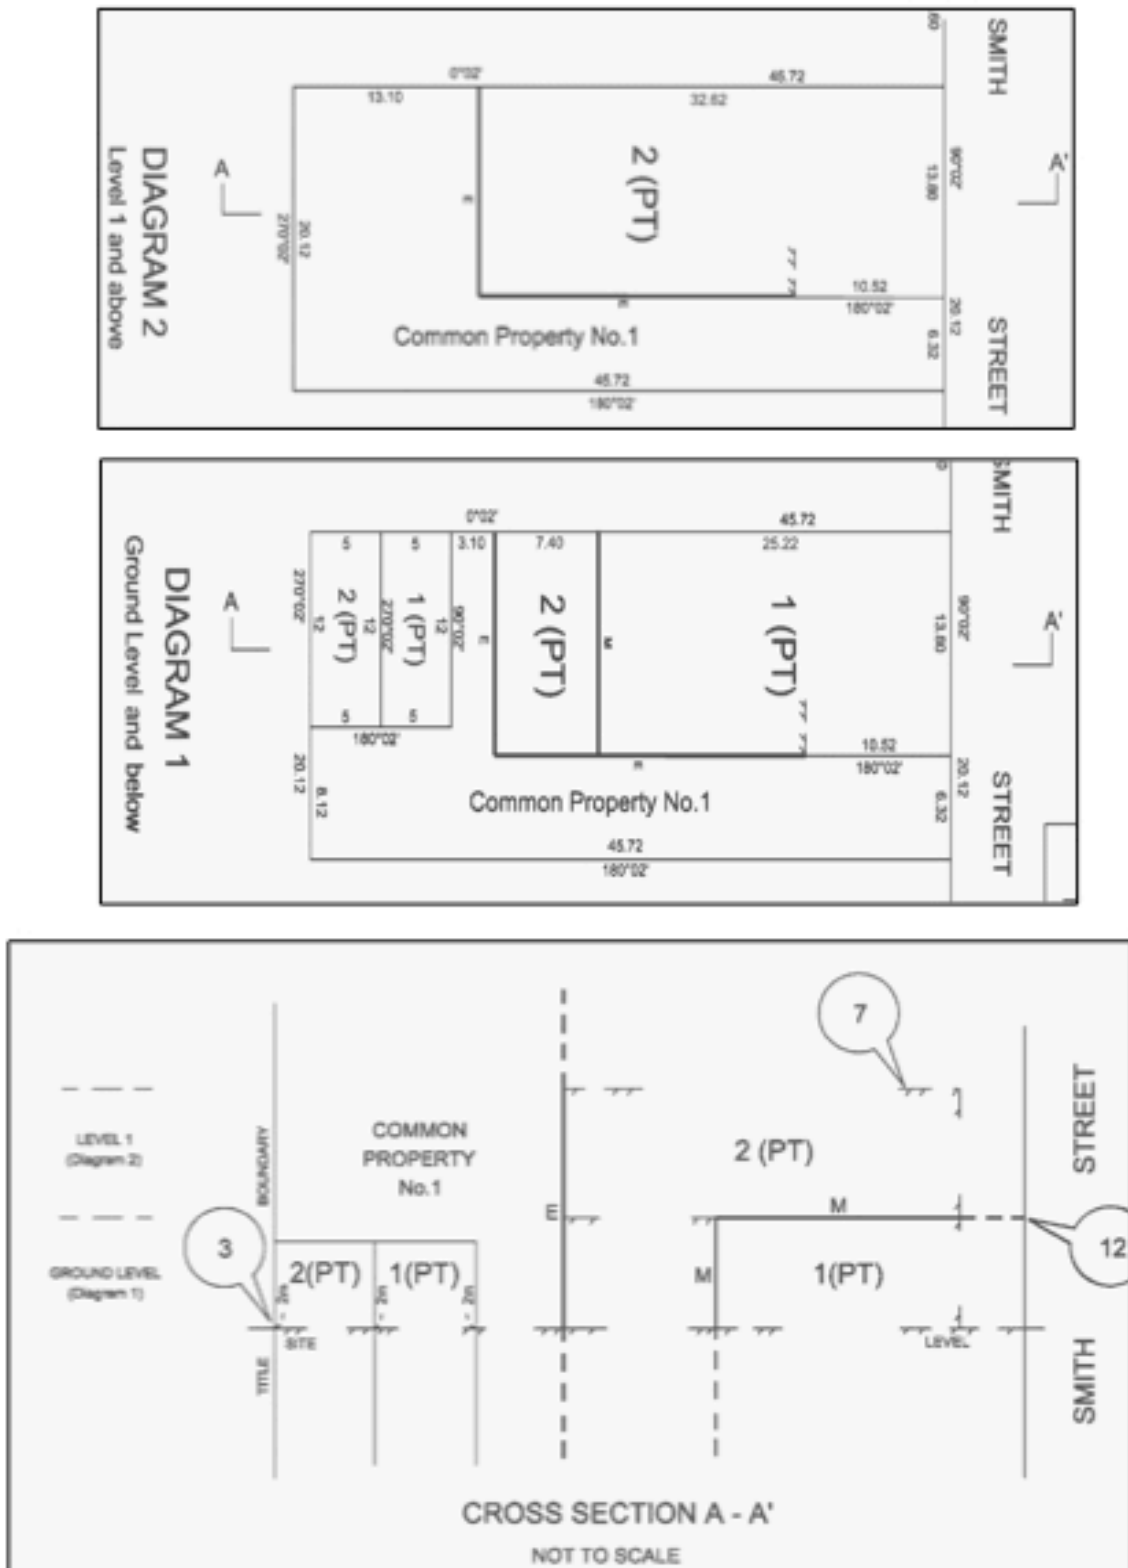 SMITH
0°02'
45.72
13.10
32.62
2 (PT)
A
A'
90°02'
13.80
E
20.12
270°02'
10.52
180°02'
E
20.12
6.32
STREET
Common Property No.1
45.72
180°02'
DIAGRAM 2
Level 1 and above
SMITH
0°02'
45.72
5
5
3.10
7.40
25.22
270°02'
12
2 (PT)
12
270°02'
1 (PT)
12
90°02'
E
2 (PT)
M
1 (PT)
90°02'
13.80
A
A'
5
5
180°02'
10.52
180°02'
20.12
8.12
20.12
6.32
STREET
Common Property No.1
45.72
180°02'
DIAGRAM 1
Ground Level and below
7
LEVEL 1
(Diagram 2)
BOUNDARY
COMMON
PROPERTY
No.1
2 (PT)
STREET
E
M
3
12
GROUND LEVEL
(Diagram 1)
2(PT)
1(PT)
M
1(PT)
SITE
LEVEL
TITLE
SMITH
CROSS SECTION A - A'
NOT TO SCALE